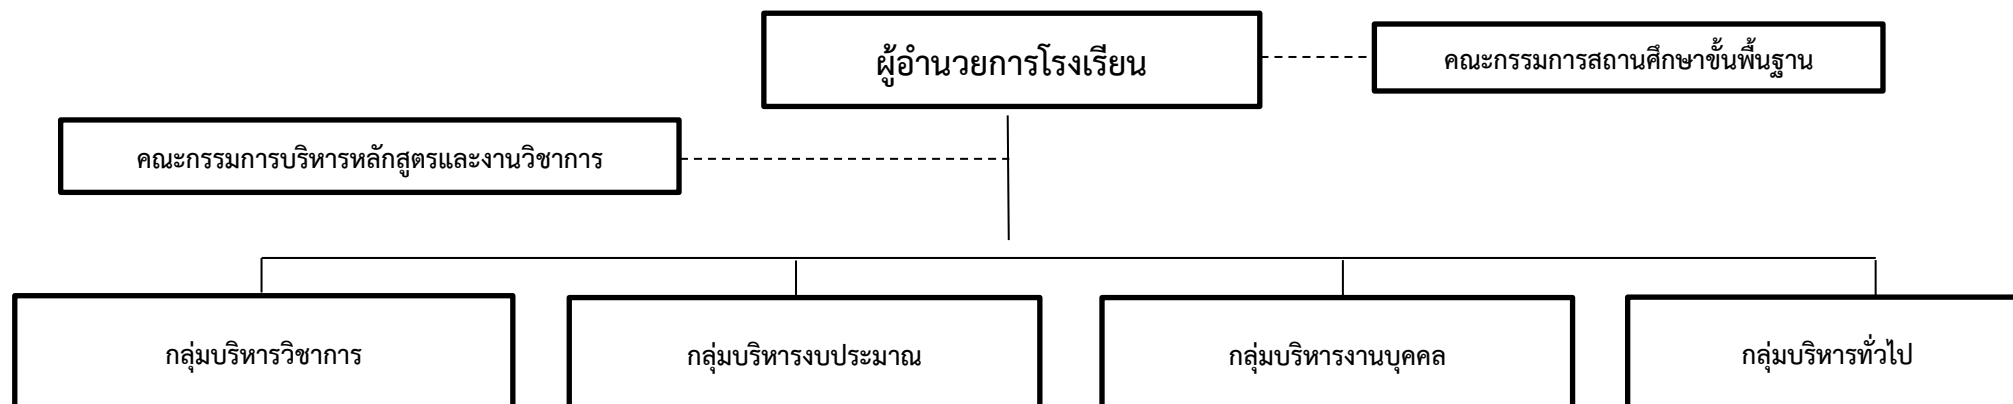 ผู้อำนวยการโรงเรียน
คณะกรรมการสถานศึกษาขั้นพื้นฐาน
คณะกรรมการบริหารหลักสูตรและงานวิชาการ
กลุ่มบริหารวิชาการ
กลุ่มบริหารงบประมาณ
กลุ่มบริหารงานบุคคล
กลุ่มบริหารทั่วไป